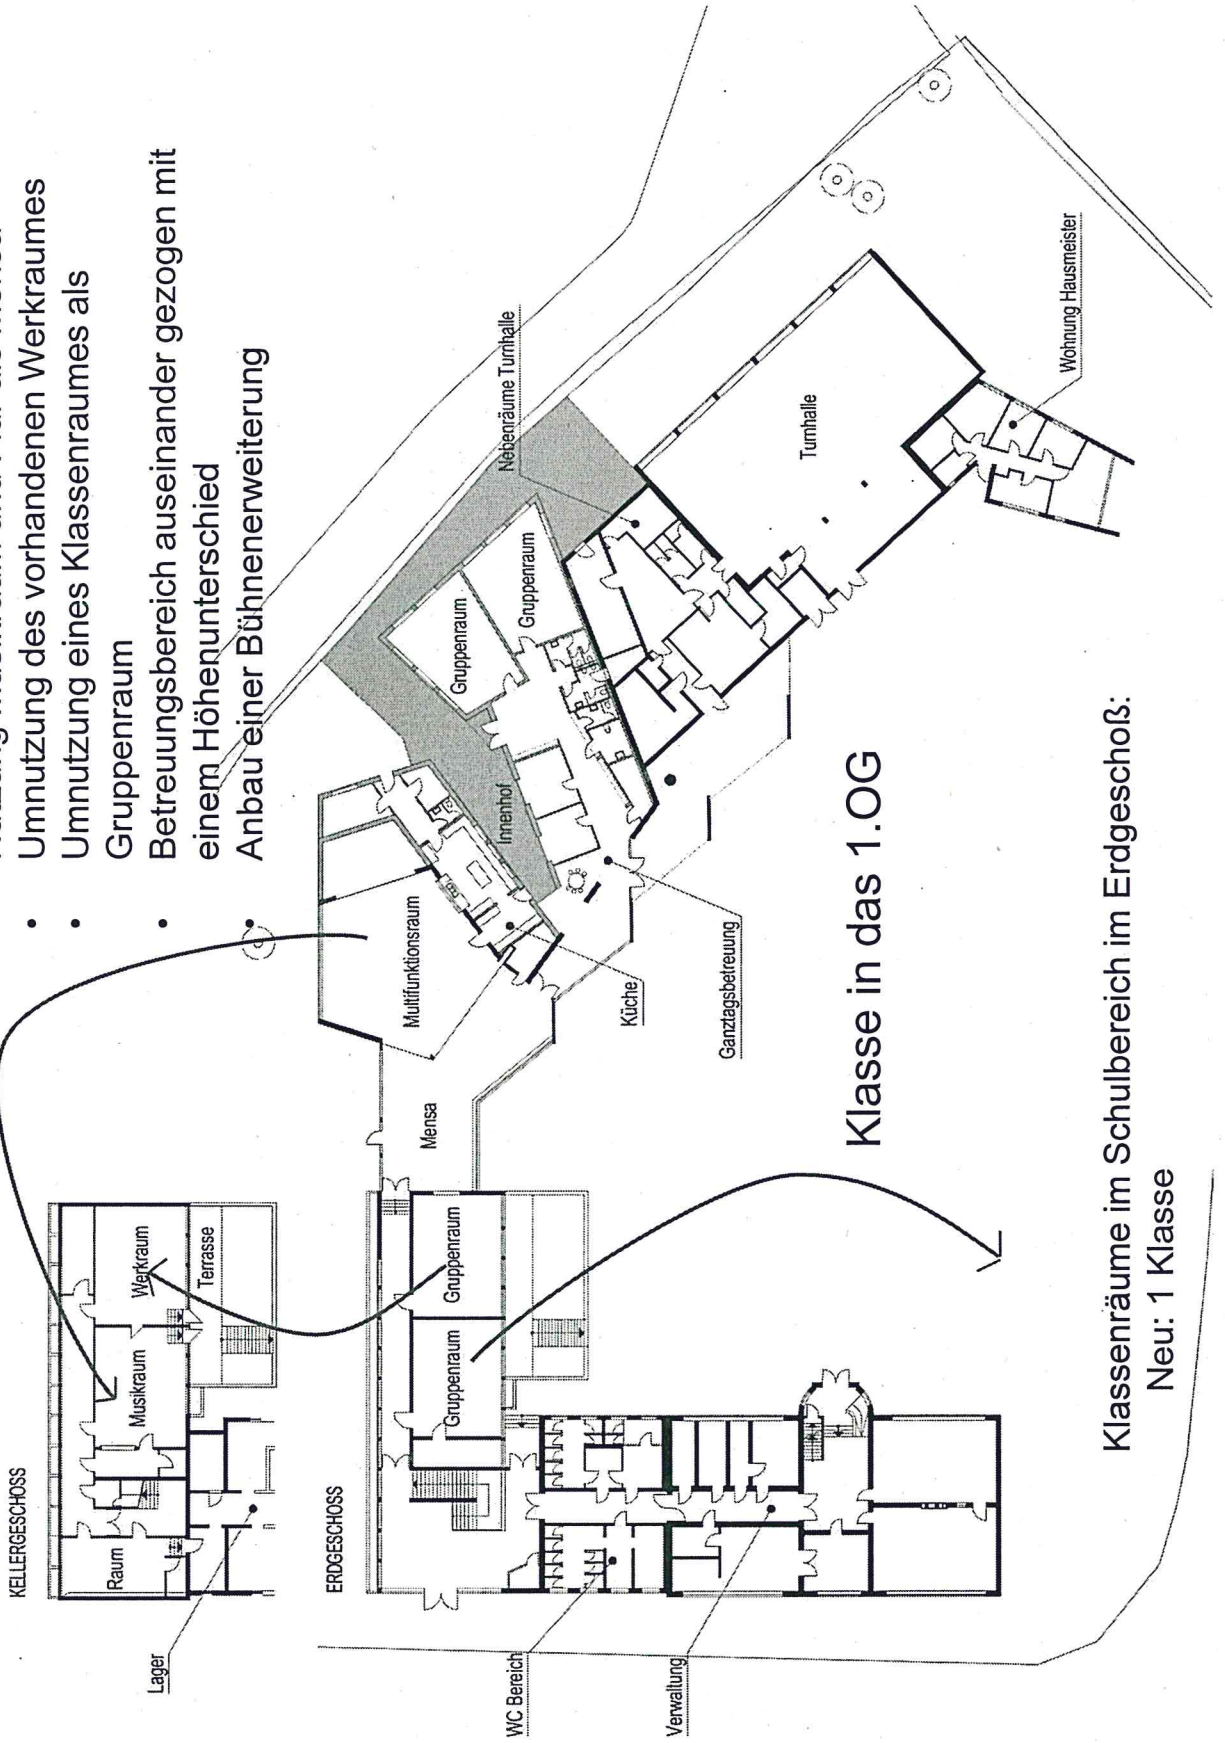 Umnutzung des vorhandenen Werkraumes
Umnutzung eines Klassenraumes als
Gruppenraum
Betreuungsbereich auseinander gezogen mit
einem Höhenunterschied
Anbau einer Bühnenerweiterung
KELLERGESCHOSS
Raum
Musikraum
Werkraum
Terrasse
Lager
ERDGESCHOSS
Gruppenraum
Gruppenraum
Mensa
Multifunktionsraum
Innenhof
Gruppenraum
Gruppenraum
Nebenräume Turnhalle
Turnhalle
Wohnung Hausmeister
Küche
Ganztagsbetreuung
WC Bereich
Verwaltung
Klasse in das 1.OG
Klassenräume im Schulbereich im Erdgeschoß:
Neu: 1 Klasse